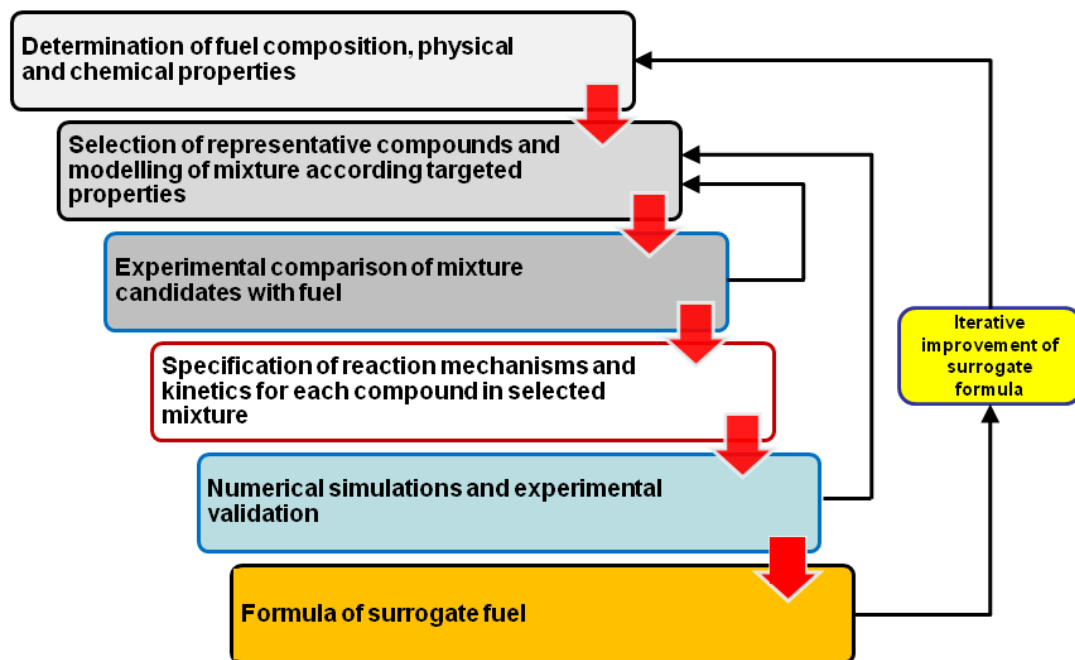 Determination of fuel composition, physical
and chemical properties
Selection of representative compounds and
modelling of mixture according targeted
properties
Experimental comparison of mixture
candidates with fuel
Iterative
improvement of
surrogate
formula
Specification of reaction mechanisms and
kinetics for each compound in selected
mixture
Numerical simulations and experimental
validation
Formula of surrogate fuel